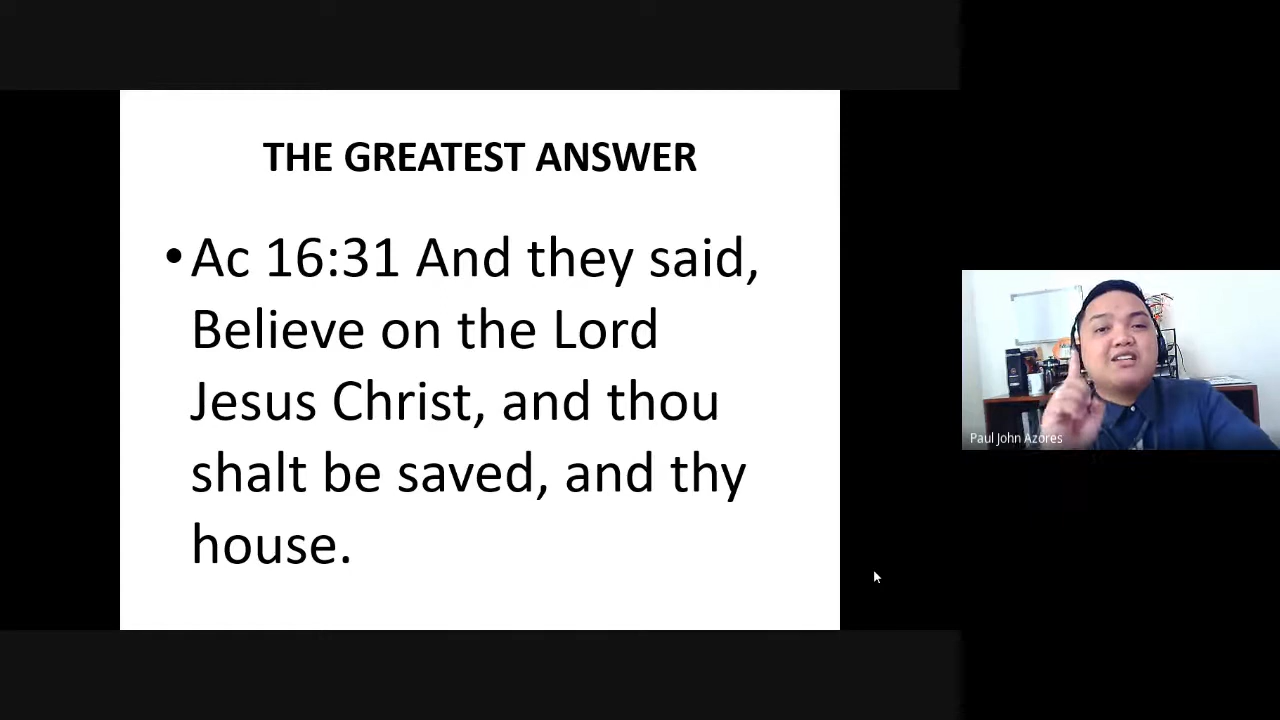 THE GREATEST ANSWER
•Ac 16:31 And they said,
Believe on the Lord
Jesus Christ, and thou
shalt be saved, and thy
house.
Paul John Azores